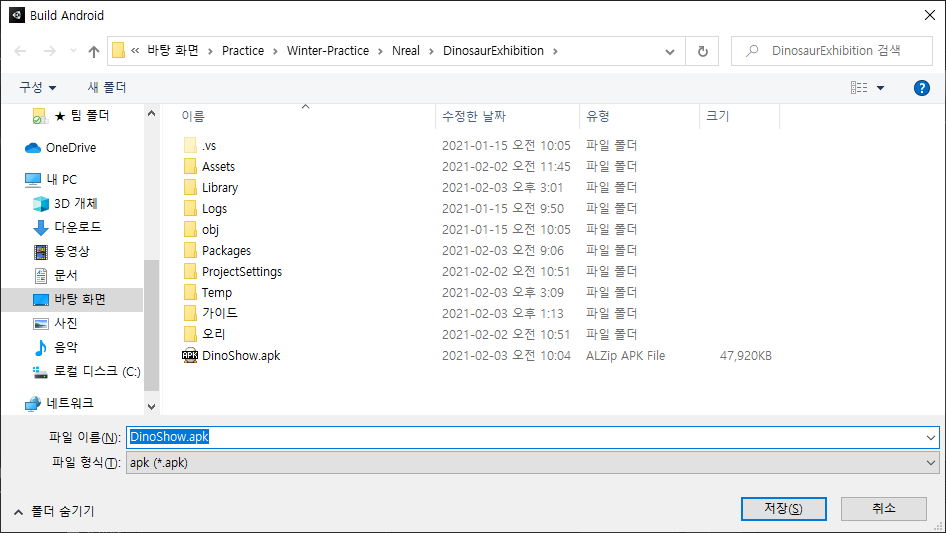 Build Android
« 바탕 화면 > Practice > Winter-Practice > Nreal > DinosaurExhibition >
DinosaurExhibition 검색
구성 새 폴더
★ 팀 폴더
OneDrive
내 PC
3D 개체
다운로드
동영상
문서
바탕 화면
사진
음악
로컬 디스크 (C:)
네트워크
이름 수정한 날짜 유형 크기
.vs 2021-01-15 오전 10:05 파일 폴더
Assets 2021-02-02 오전 11:45 파일 폴더
Library 2021-02-03 오후 3:01 파일 폴더
Logs 2021-01-15 오전 9:50 파일 폴더
obj 2021-01-15 오전 10:05 파일 폴더
Packages 2021-02-03 오전 9:06 파일 폴더
ProjectSettings 2021-02-02 오전 10:51 파일 폴더
Temp 2021-02-03 오후 3:09 파일 폴더
가이드 2021-02-03 오후 1:13 파일 폴더
오리 2021-02-02 오전 10:51 파일 폴더
APK DinoShow.apk 2021-02-03 오전 10:04 ALZip APK File 47,920KB
파일 이름(N): DinoShow.apk
파일 형식(T): apk (*.apk)
폴더 숨기기
저장(S) 취소